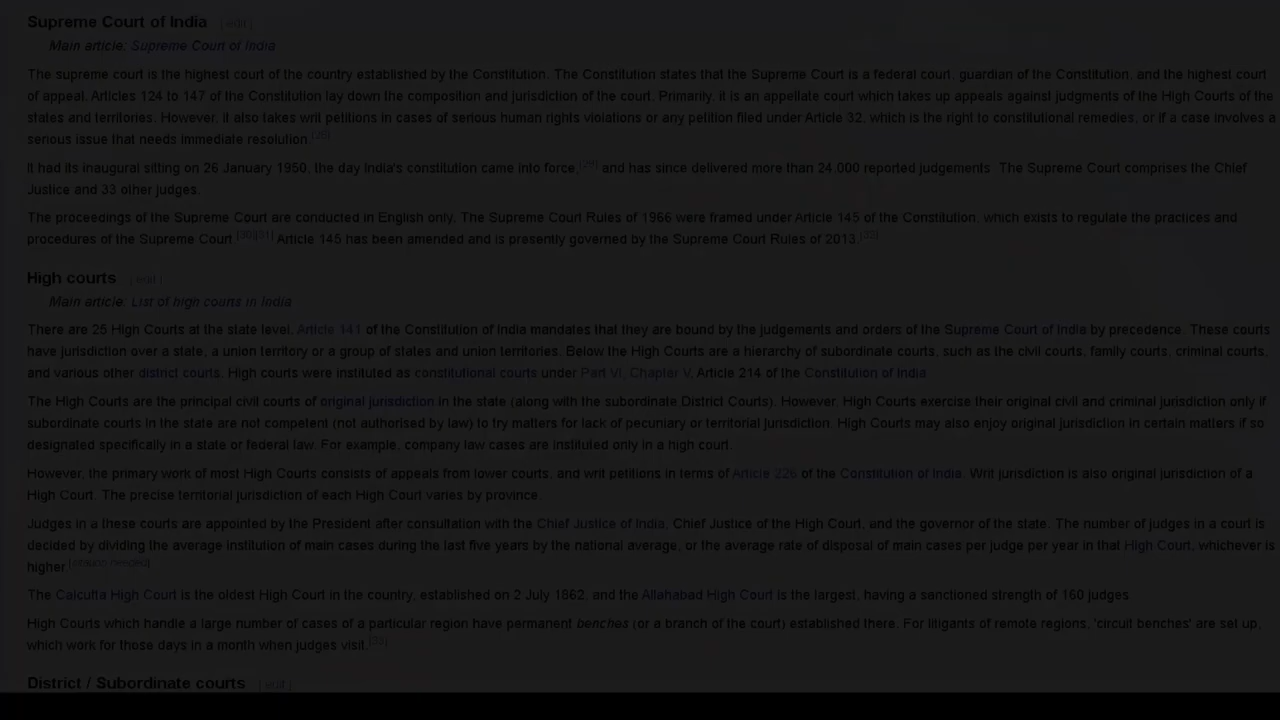 Supreme Court of India [ edit ]
Main article: Supreme Court of India
The supreme court is the highest court of the country established by the Constitution. The Constitution states that the Supreme Court is a federal court, guardian of the Constitution, and the highest court
of appeal. Articles 124 to 147 of the Constitution lay down the composition and jurisdiction of the court. Primarily, it is an appellate court which takes up appeals against judgments of the High Courts of the
states and territories. However, it also takes writ petitions in cases of serious human rights violations or any petition filed under Article 32, which is the right to constitutional remedies, or if a case involves a
serious issue that needs immediate resolution.
It had its inaugural sitting on 26 January 1950, the day India's constitution came into force,[29] and has since delivered more than 24,000 reported judgements. The Supreme Court comprises the Chief
Justice and 33 other judges.
The proceedings of the Supreme Court are conducted in English only. The Supreme Court Rules of 1966 were framed under Article 145 of the Constitution, which exists to regulate the practices and
procedures of the Supreme Court.[30][31] Article 145 has been amended and is presently governed by the Supreme Court Rules of 2013.[32]
High courts [ edit ]
Main article: List of high courts in India
There are 25 High Courts at the state level. Article 141 of the Constitution of India mandates that they are bound by the judgements and orders of the Supreme Court of India by precedence. These courts
have jurisdiction over a state, a union territory or a group of states and union territories. Below the High Courts are a hierarchy of subordinate courts, such as the civil courts, family courts, criminal courts,
and various other district courts. High courts were instituted as constitutional courts under Part VI, Chapter V, Article 214 of the Constitution of India.
The High Courts are the principal civil courts of original jurisdiction in the state (along with the subordinate District Courts). However, High Courts exercise their original civil and criminal jurisdiction only if
subordinate courts in the state are not competent (not authorised by law) to try matters for lack of pecuniary or territorial jurisdiction. High Courts may also enjoy original jurisdiction in certain matters if so
designated specifically in a state or federal law. For example, company law cases are instituted only in a high court.
However, the primary work of most High Courts consists of appeals from lower courts, and writ petitions in terms of Article 226 of the Constitution of India. Writ jurisdiction is also original jurisdiction of a
High Court. The precise territorial jurisdiction of each High Court varies by province.
Judges in a these courts are appointed by the President after consultation with the Chief Justice of India, Chief Justice of the High Court, and the governor of the state. The number of judges in a court is
decided by dividing the average institution of main cases during the last five years by the national average, or the average rate of disposal of main cases per judge per year in that High Court, whichever is
higher.[citation needed]
The Calcutta High Court is the oldest High Court in the country, established on 2 July 1862, and the Allahabad High Court is the largest, having a sanctioned strength of 160 judges.
High Courts which handle a large number of cases of a particular region have permanent benches (or a branch of the court) established there. For litigants of remote regions, 'circuit benches' are set up,
which work for those days in a month when judges visit.[33]
District / Subordinate courts [ edit ]